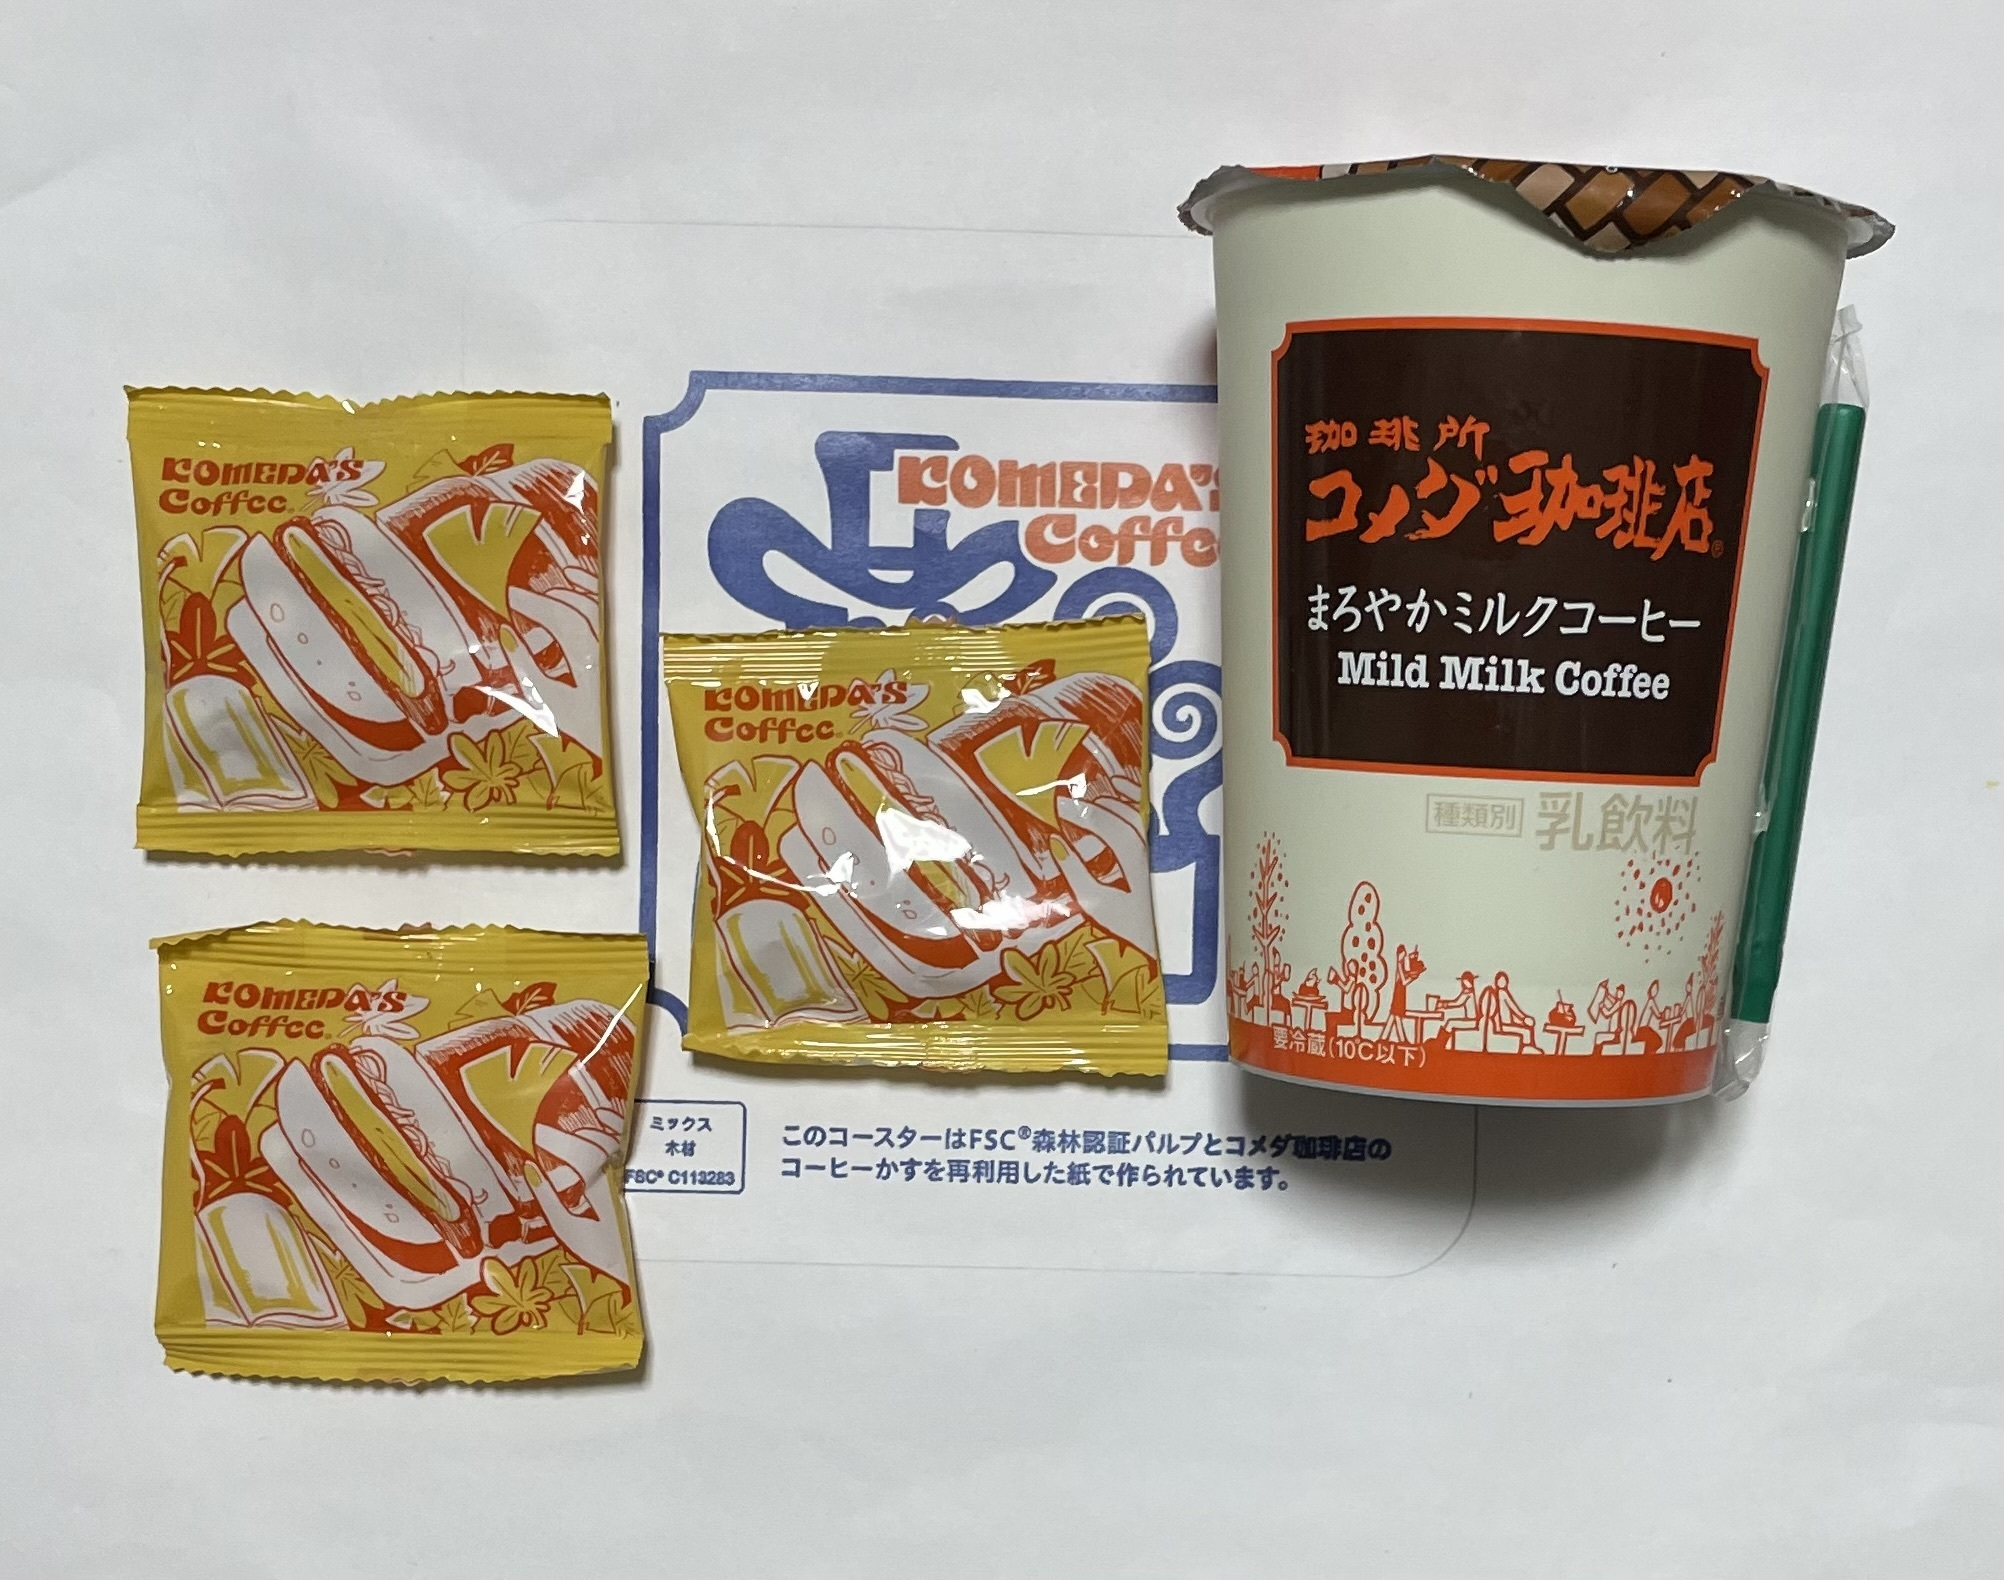 KOMEDA'S
Coffee
KOMEDA'S
Coffee
KOMEDA'S
Coffee
KOMEDA'S
Coffee
珈琲所
コメダ珈琲店
まろやかミルクコーヒー
Mild Milk Coffee
種類別 乳飲料
要冷蔵(10℃以下)
ミックス
木材
FSC® C113283
このコースターはFSC®森林認証パルプとコメダ珈琲店の
コーヒーかすを再利用した紙で作られています。